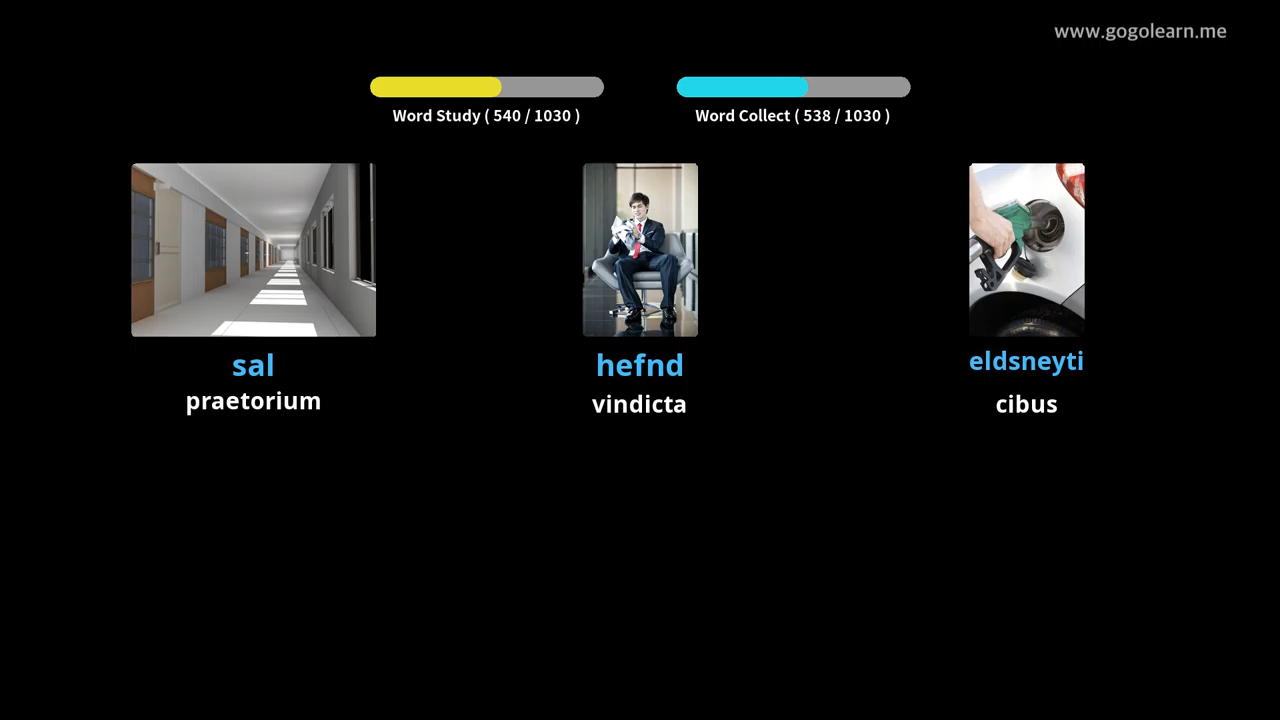 www.gogolearn.me
Word Study ( 540 / 1030 )
Word Collect ( 538 / 1030 )
sal
praetorium
hefnd
vindicta
eldsneyti
cibus